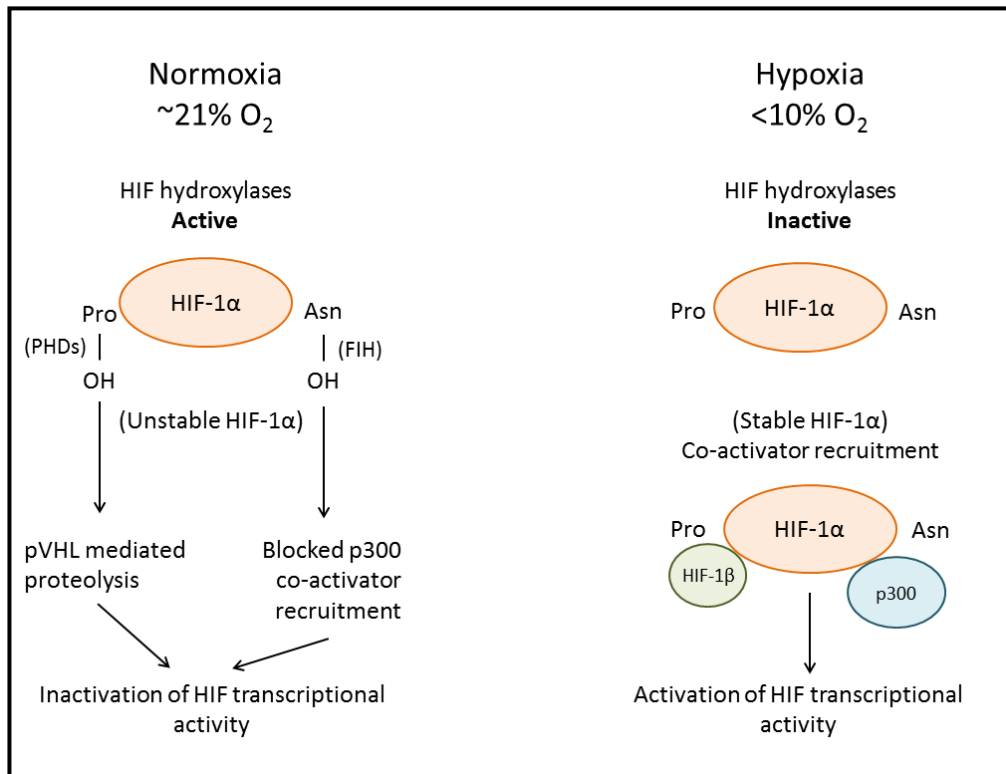 Normoxia
~21% O₂
HIF hydroxylases
Active
HIF-1α
Pro
Asn
(PHDs)
(FIH)
OH
OH
(Unstable HIF-1α)
pVHL mediated
proteolysis
Blocked p300
co-activator
recruitment
Inactivation of HIF transcriptional
activity
Hypoxia
<10% O₂
HIF hydroxylases
Inactive
Pro
HIF-1α
Asn
(Stable HIF-1α)
Co-activator recruitment
Pro
HIF-1α
Asn
HIF-1β
p300
Activation of HIF transcriptional
activity